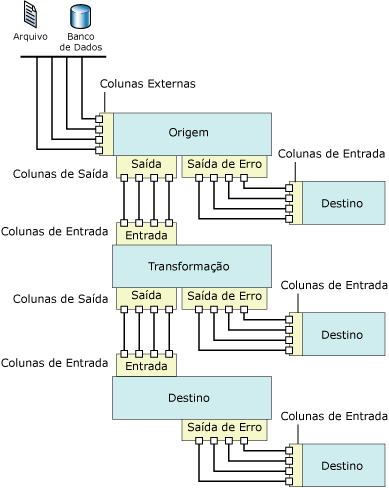 Arquivo
Banco
de Dados
Colunas Externas
Origem
Saída
Saída de Erro
Colunas de Entrada
Colunas de Saída
Destino
Colunas de Entrada
Entrada
Transformação
Colunas de Entrada
Colunas de Saída
Saída
Saída de Erro
Destino
Colunas de Entrada
Entrada
Destino
Saída de Erro
Colunas de Entrada
Destino